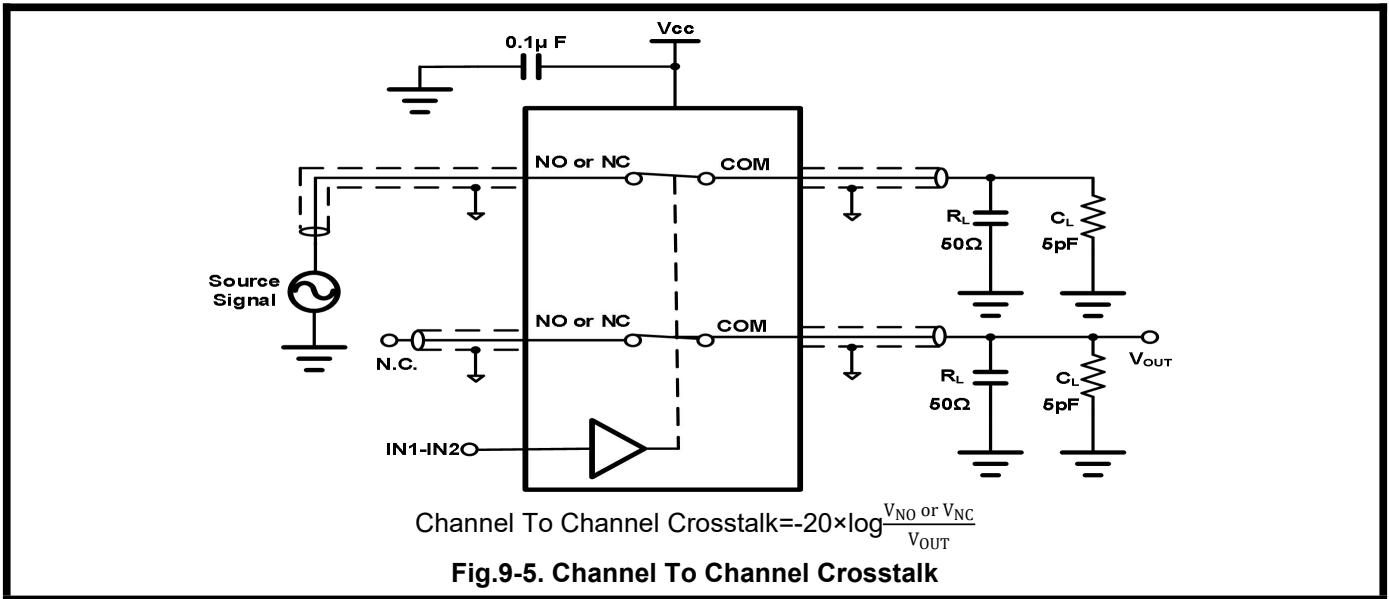 Vcc
0.1µ F
NO or NC
COM
RL
50Ω
CL
5pF
Source
Signal
NO or NC
COM
N.C.
VOUT
RL
50Ω
CL
5pF
IN1-IN2
Channel To Channel Crosstalk=-20×log VNO or VNC / VOUT
Fig.9-5. Channel To Channel Crosstalk